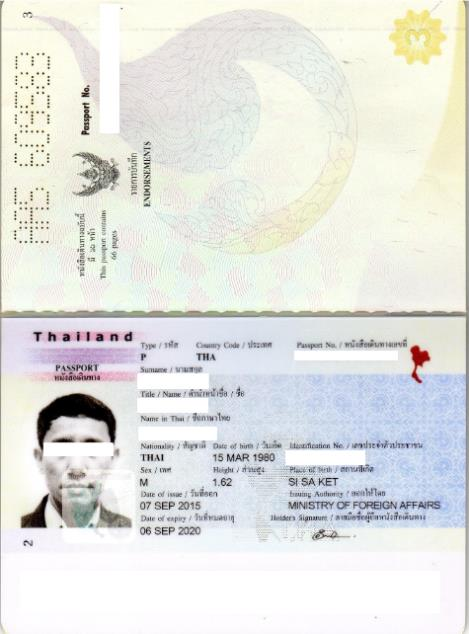 3
Passport No.
รายการบันทึก
ENDORSEMENTS
หนังสือเดินทางฉบับนี้
มี ๖๖ หน้า
This passport contains
66 pages
Thailand
PASSPORT
หนังสือเดินทาง
Type / รหัส Country Code / ประเทศ Passport No. / หนังสือเดินทางเลขที่
P THA
Surname / นามสกุล
Title / Name / คำนำหน้าชื่อ / ชื่อ
Name in Thai / ชื่อภาษาไทย
Nationality / สัญชาติ Date of birth / วันเกิด Identification No. / เลขประจำตัวประชาชน
THAI 15 MAR 1980
Sex / เพศ Height / ส่วนสูง Place of birth / สถานที่เกิด
M 1.62 SI SA KET
Date of issue / วันที่ออก Issuing Authority / ออกให้โดย
07 SEP 2015 MINISTRY OF FOREIGN AFFAIRS
Date of expiry / วันที่หมดอายุ Holder's Signature / ลายมือชื่อผู้ถือหนังสือเดินทาง
06 SEP 2020
2